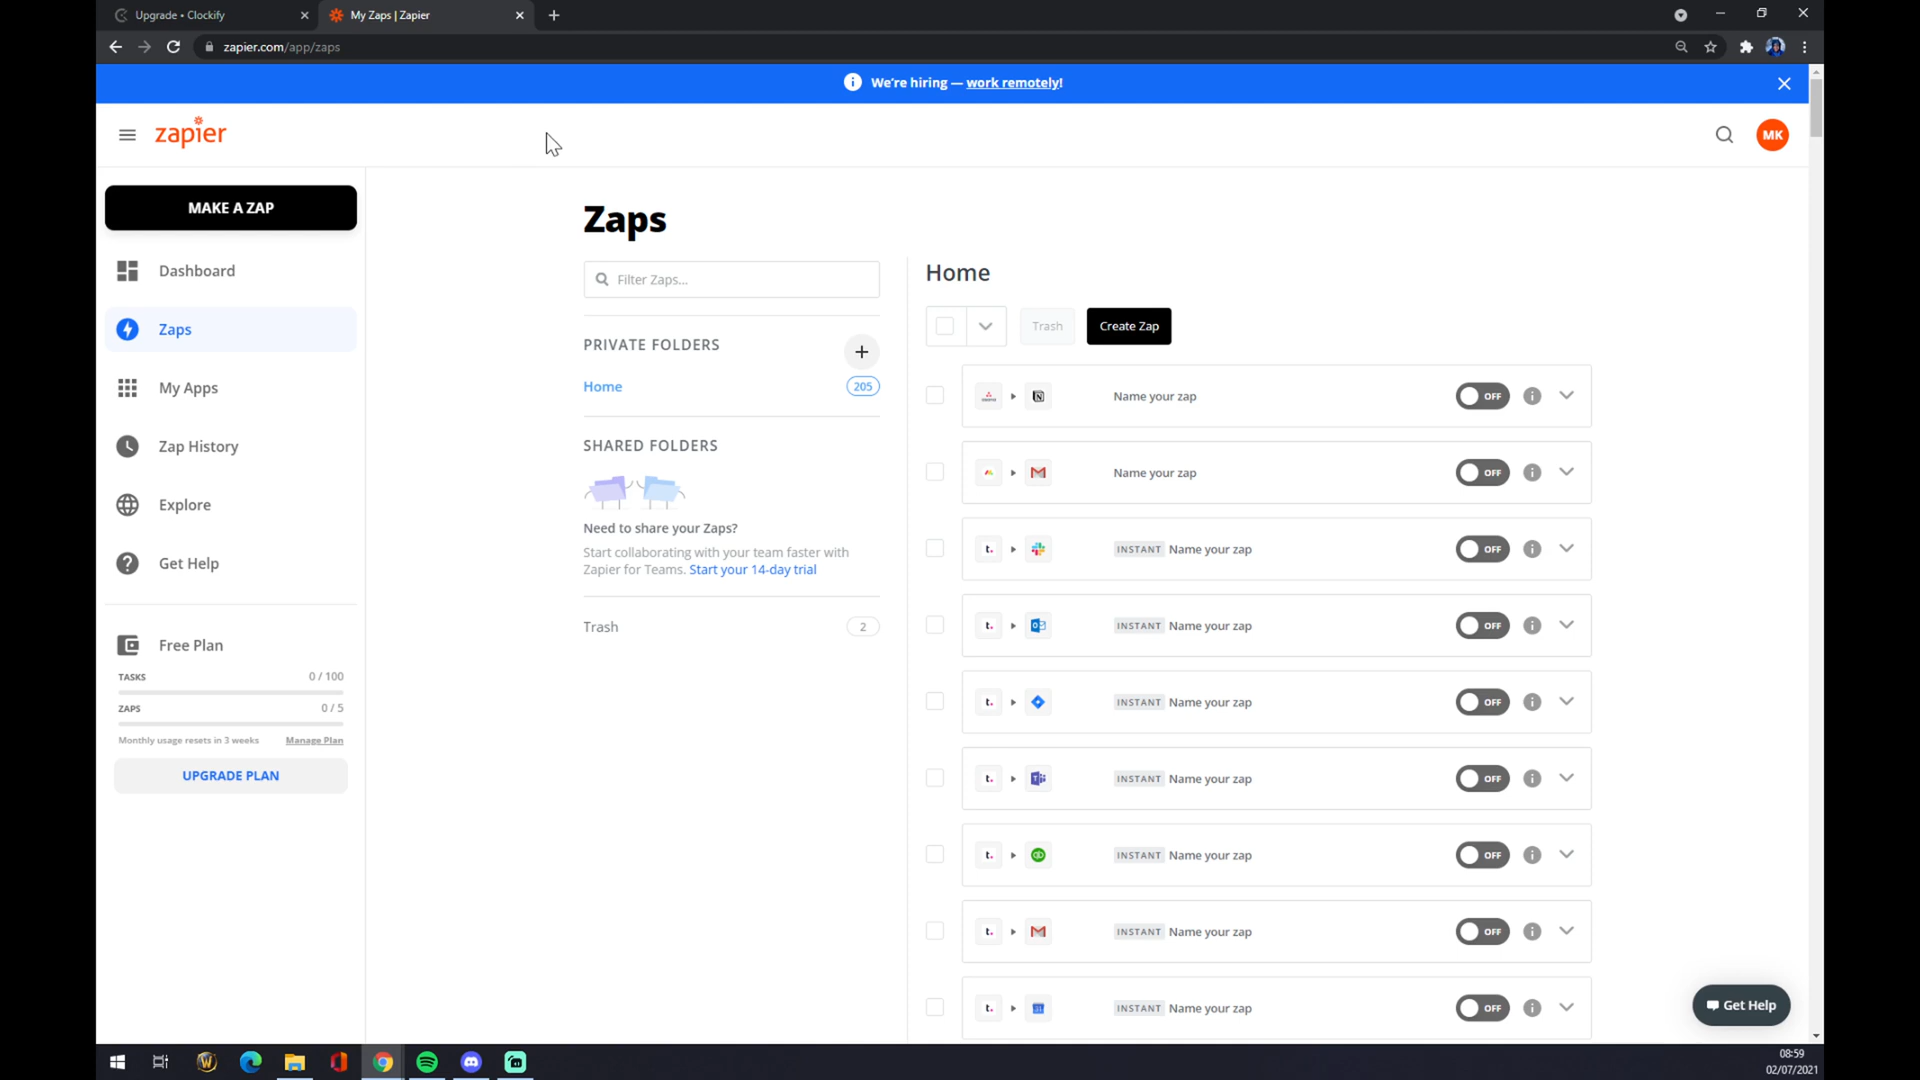 Upgrade • Clockify
My Zaps | Zapier
zapier.com/app/zaps
We're hiring — work remotely!
zapier
MK
MAKE A ZAP
Dashboard
Zaps
My Apps
Zap History
Explore
Get Help
Free Plan
TASKS 0 / 100
ZAPS 0 / 5
Monthly usage resets in 3 weeks Manage Plan
UPGRADE PLAN
Zaps
Filter Zaps...
PRIVATE FOLDERS
Home 205
SHARED FOLDERS
Need to share your Zaps?
Start collaborating with your team faster with
Zapier for Teams. Start your 14-day trial
Trash 2
Home
Trash Create Zap
Name your zap OFF
Name your zap OFF
t. INSTANT Name your zap OFF
t. INSTANT Name your zap OFF
t. INSTANT Name your zap OFF
t. INSTANT Name your zap OFF
t. INSTANT Name your zap OFF
t. INSTANT Name your zap OFF
t. INSTANT Name your zap OFF
Get Help
08:59
02/07/2021